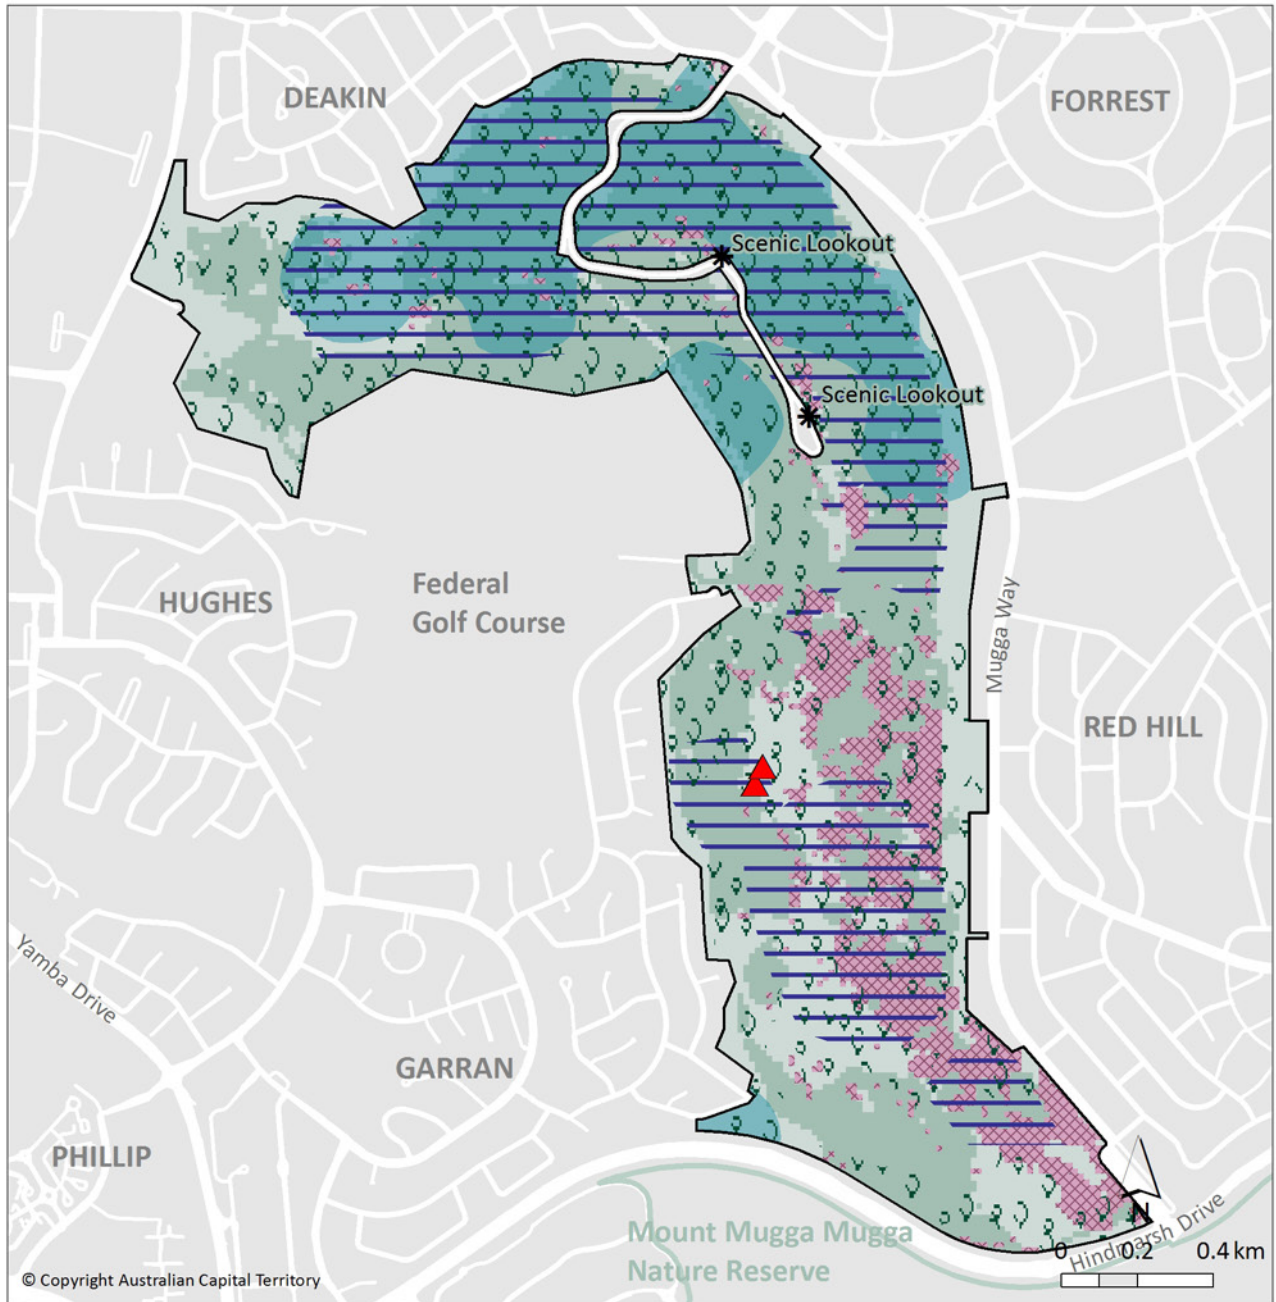 DEAKIN
FORREST
Scenic Lookout
Scenic Lookout
Federal
Golf Course
HUGHES
Mugga Way
RED HILL
Yamba Drive
GARRAN
PHILLIP
N
Mount Mugga Mugga
Nature Reserve
Hindmarsh Drive
0 0.2 0.4 km
© Copyright Australian Capital Territory